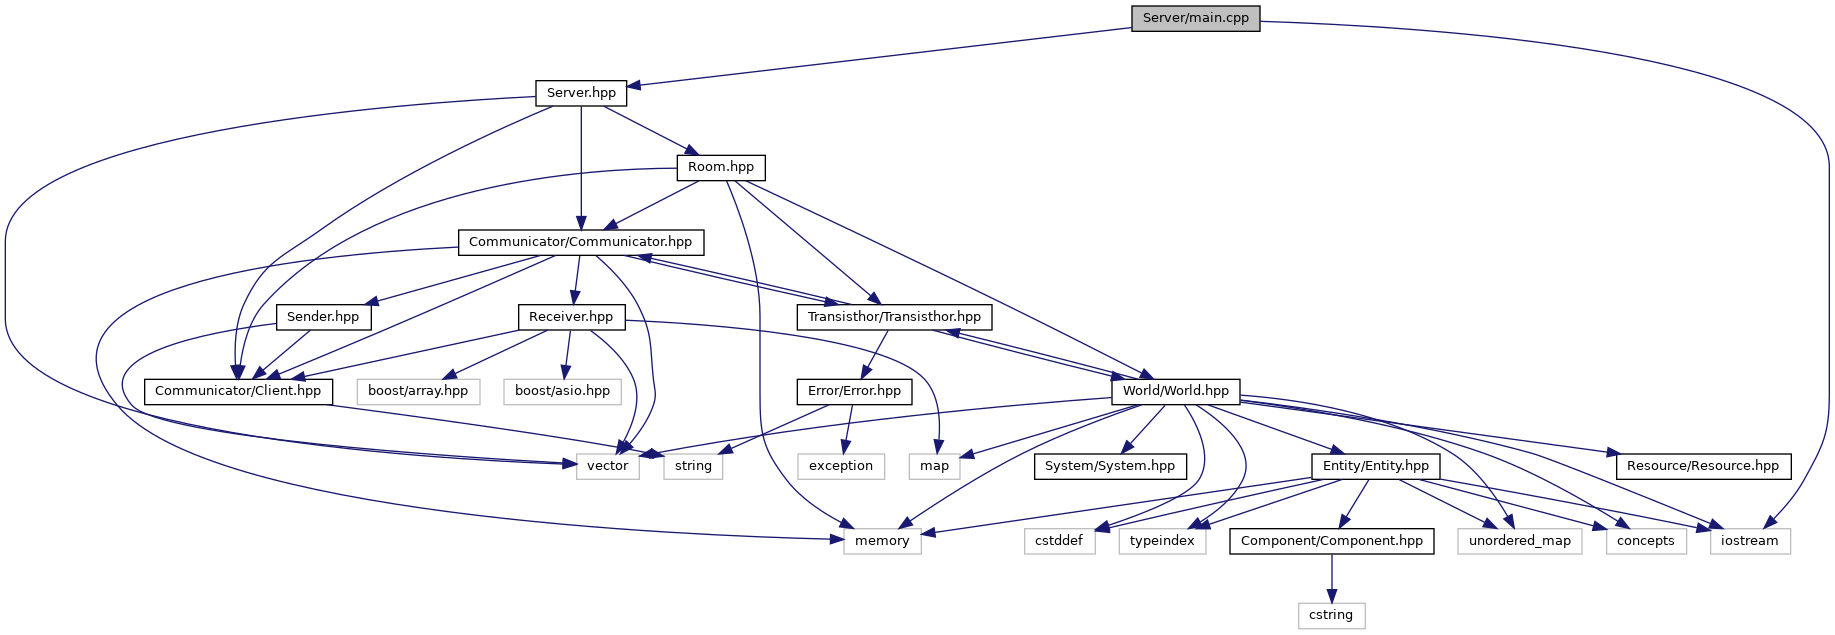 Server/main.cpp
Server.hpp
Room.hpp
Communicator/Communicator.hpp
Sender.hpp
Receiver.hpp
Transisthor/Transisthor.hpp
Communicator/Client.hpp
boost/array.hpp
boost/asio.hpp
Error/Error.hpp
World/World.hpp
vector
string
exception
map
System/System.hpp
Entity/Entity.hpp
Resource/Resource.hpp
memory
cstddef
typeindex
Component/Component.hpp
unordered_map
concepts
iostream
cstring